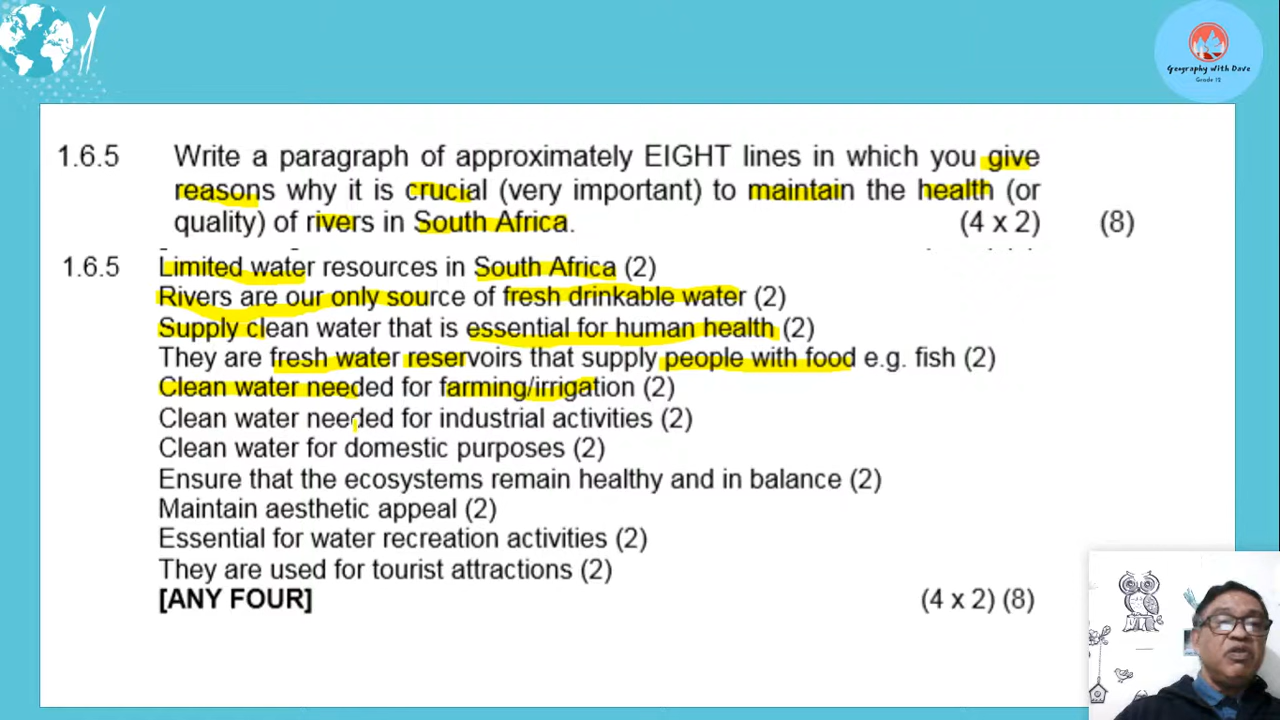 Geography With Dave
Grade 12
1.6.5 Write a paragraph of approximately EIGHT lines in which you give
reasons why it is crucial (very important) to maintain the health (or
quality) of rivers in South Africa. (4 x 2) (8)
1.6.5 Limited water resources in South Africa (2)
Rivers are our only source of fresh drinkable water (2)
Supply clean water that is essential for human health (2)
They are fresh water reservoirs that supply people with food e.g. fish (2)
Clean water needed for farming/irrigation (2)
Clean water needed for industrial activities (2)
Clean water for domestic purposes (2)
Ensure that the ecosystems remain healthy and in balance (2)
Maintain aesthetic appeal (2)
Essential for water recreation activities (2)
They are used for tourist attractions (2)
[ANY FOUR] (4 x 2) (8)